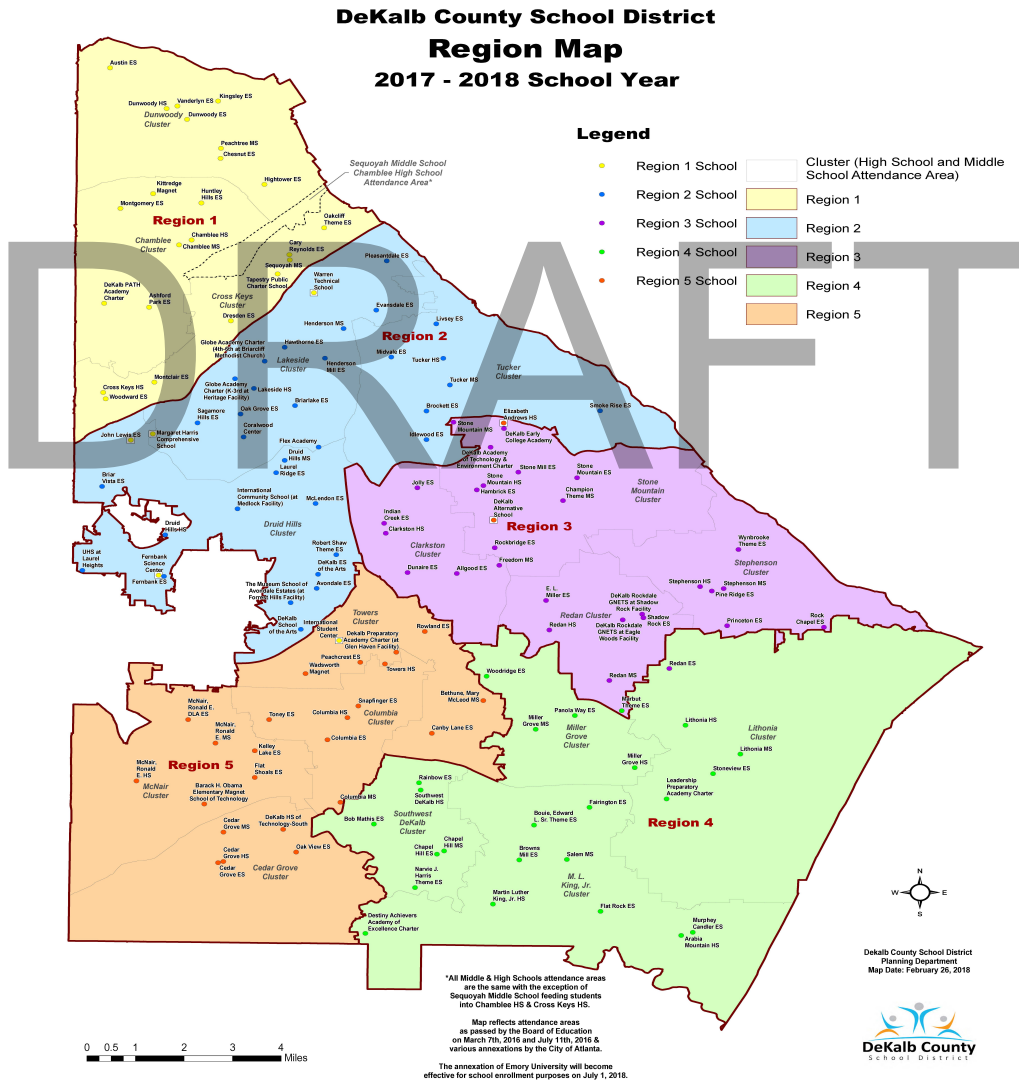 DeKalb County School District
Region Map
2017 - 2018 School Year
Legend
Region 1 School
Region 2 School
Region 3 School
Region 4 School
Region 5 School
Cluster (High School and Middle
School Attendance Area)
Region 1
Region 2
Region 3
Region 4
Region 5
DRAFT
Austin ES
Dunwoody HS
Vanderlyn ES
Kingsley ES
Dunwoody ES
Dunwoody
Cluster
Peachtree MS
Chesnut ES
Sequoyah Middle School
Chamblee High School
Attendance Area*
Hightower ES
Kittredge
Magnet
Huntley
Hills ES
Montgomery ES
Region 1
Oakcliff
Theme ES
Chamblee HS
Chamblee MS
Chamblee
Cluster
Cary
Reynolds ES
Sequoyah MS
Tapestry Public
Charter School
DeKalb PATH
Academy
Charter
Ashford
Park ES
Cross Keys
Cluster
Dresden ES
Montclair ES
Cross Keys HS
Woodward ES
Pleasantdale ES
Warren
Technical
School
Evansdale ES
Livsey ES
Henderson MS
Region 2
Globe Academy Charter
(4th-6th at Briarcliff
Methodist Church)
Hawthorne ES
Lakeside
Cluster
Henderson
Mill ES
Midvale ES
Tucker HS
Tucker
Cluster
Tucker MS
Globe Academy
Charter (K-3rd at
Heritage Facility)
Lakeside HS
Briarlake ES
Sagamore
Hills ES
Oak Grove ES
Coralwood
Center
Brockett ES
Smoke Rise ES
John Lewis ES
Margaret Harris
Comprehensive
School
Flex Academy
Idlewood ES
Druid
Hills MS
Laurel
Ridge ES
Briar
Vista ES
International
Community School (at
Medlock Facility)
McLendon ES
Druid
Hills HS
Druid Hills
Cluster
UHS at
Laurel
Heights
Fernbank
Science
Center
Fernbank ES
Robert Shaw
Theme ES
DeKalb ES
of the Arts
Avondale ES
The Museum School of
Avondale Estates (at
Forrest Hills Facility)
DeKalb
School
of the Arts
International
Student
Center
Elizabeth
Andrews HS
Stone
Mountain MS
DeKalb Early
College Academy
DeKalb Academy
of Technology &
Environment Charter
Stone Mill ES
Stone
Mountain ES
Stone
Mountain HS
Hambrick ES
Champion
Theme MS
Stone
Mountain
Cluster
Jolly ES
DeKalb
Alternative
School
Region 3
Indian
Creek ES
Clarkston HS
Clarkston
Cluster
Rockbridge ES
Freedom MS
Dunaire ES
Allgood ES
Wynbrooke
Theme ES
Stephenson
Cluster
Stephenson HS
Stephenson MS
Pine Ridge ES
E. L.
Miller ES
DeKalb Rockdale
GNETS at Shadow
Rock Facility
Redan Cluster
Shadow
Rock ES
DeKalb Rockdale
GNETS at Eagle
Woods Facility
Redan HS
Princeton ES
Rock
Chapel ES
Redan MS
Towers
Cluster
Rowland ES
Dekalb Preparatory
Academy Charter (at
Glen Haven Facility)
Peachcrest ES
Wadsworth
Magnet
Towers HS
Bethune, Mary
McLeod MS
Snapfinger ES
Columbia HS
Columbia
Cluster
Canby Lane ES
McNair,
Ronald E.
DLA ES
Toney ES
McNair,
Ronald
E. MS
Columbia ES
Kelley
Lake ES
Flat
Shoals ES
McNair,
Ronald
E. HS
Region 5
McNair
Cluster
Barack H. Obama
Elementary Magnet
School of Technology
Columbia MS
Cedar
Grove MS
DeKalb HS of
Technology-South
Cedar
Grove HS
Oak View ES
Cedar
Grove ES
Cedar Grove
Cluster
Woodridge ES
Redan ES
Marbut
Theme ES
Panola Way ES
Miller
Grove MS
Miller
Grove
Cluster
Lithonia HS
Lithonia
Cluster
Lithonia MS
Miller
Grove HS
Stoneview ES
Leadership
Preparatory
Academy Charter
Rainbow ES
Southwest
DeKalb HS
Southwest
DeKalb
Cluster
Bob Mathis ES
Fairington ES
Bouie, Edward
L. Sr. Theme ES
Region 4
Chapel
Hill MS
Chapel
Hill ES
Browns
Mill ES
Salem MS
Narvie J.
Harris
Theme ES
M. L.
King, Jr.
Cluster
Martin Luther
King, Jr. HS
Flat Rock ES
Destiny Achievers
Academy of
Excellence Charter
Murphey
Candler ES
Arabia
Mountain HS
N
W E
S
Dekalb County School District
Planning Department
Map Date: February 26, 2018
*All Middle & High Schools attendance areas
are the same with the exception of
Sequoyah Middle School feeding students
into Chamblee HS & Cross Keys HS.
Map reflects attendance areas
as passed by the Board of Education
on March 7th, 2016 and July 11th, 2016 &
various annexations by the City of Atlanta.
The annexation of Emory University will become
effective for school enrollment purposes on July 1, 2018.
0 0.5 1 2 3 4
Miles
DeKalb County
School District